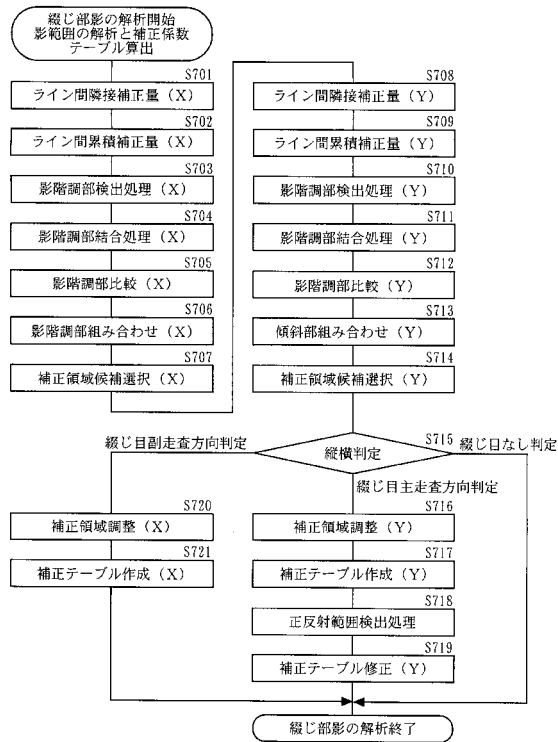 綴じ部影の解析開始
影範囲の解析と補正係数
テーブル算出
S701
ライン間隣接補正量(X)
S702
ライン間累積補正量(X)
S703
影階調部検出処理(X)
S704
影階調部結合処理(X)
S705
影階調部比較(X)
S706
影階調部組み合わせ(X)
S707
補正領域候補選択(X)
S708
ライン間隣接補正量(Y)
S709
ライン間累積補正量(Y)
S710
影階調部検出処理(Y)
S711
影階調部結合処理(Y)
S712
影階調部比較(Y)
S713
傾斜部組み合わせ(Y)
S714
補正領域候補選択(Y)
S715
縦横判定
綴じ目副走査方向判定
綴じ目なし判定
綴じ目主走査方向判定
S720
補正領域調整(X)
S721
補正テーブル作成(X)
S716
補正領域調整(Y)
S717
補正テーブル作成(Y)
S718
正反射範囲検出処理
S719
補正テーブル修正(Y)
綴じ部影の解析終了